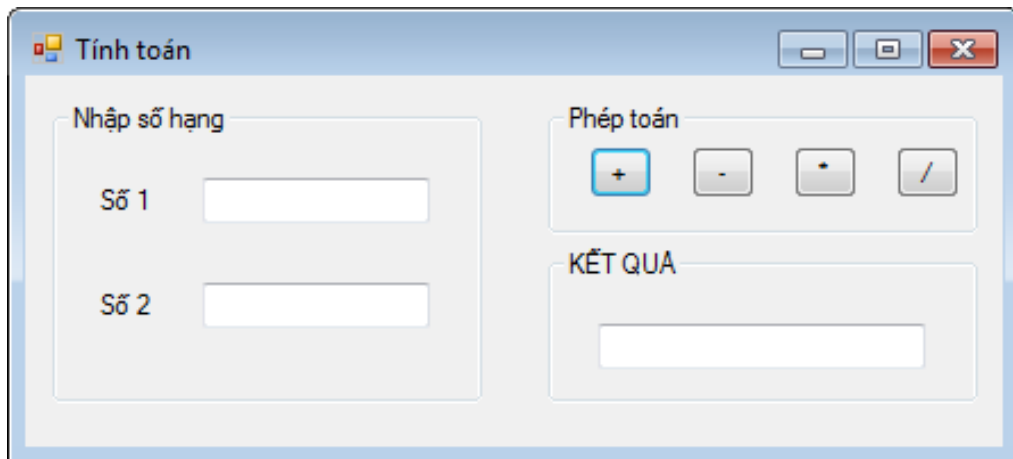 Tính toán
Nhập số hạng
Số 1
Số 2
Phép toán
+ - * /
KẾT QUẢ